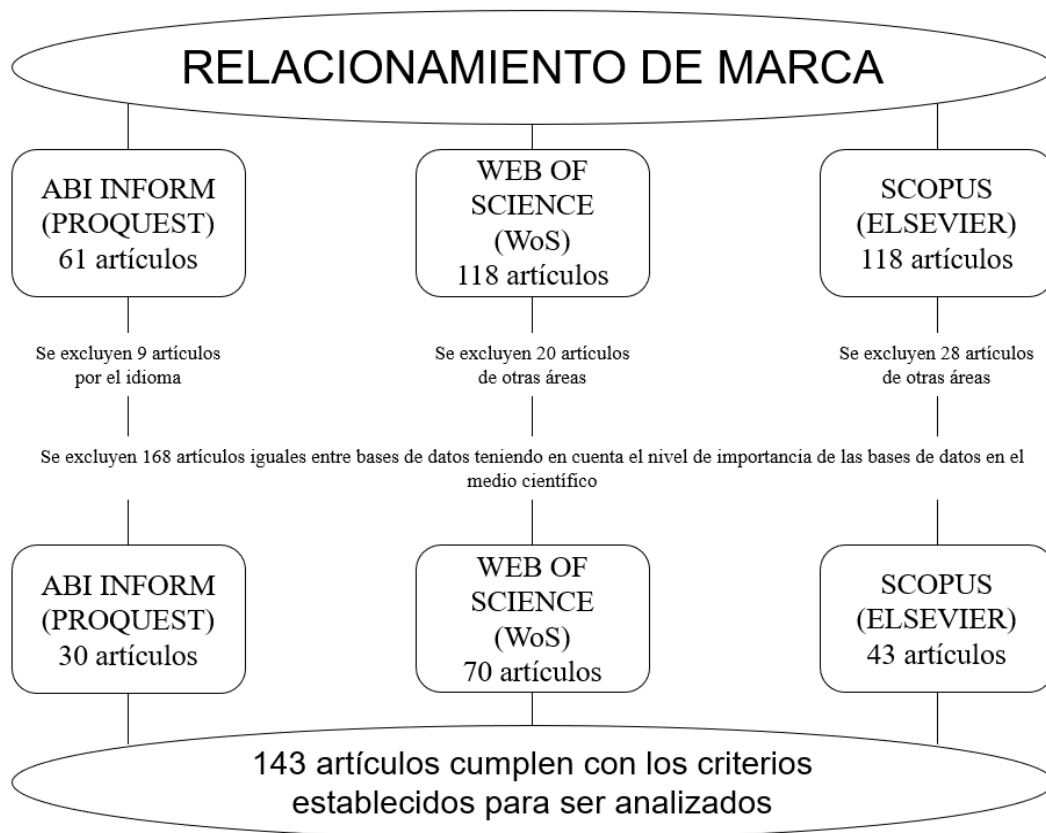 RELACIONAMIENTO DE MARCA
ABI INFORM
(PROQUEST)
61 artículos
WEB OF
SCIENCE
(WoS)
118 artículos
SCOPUS
(ELSEVIER)
118 artículos
Se excluyen 9 artículos
por el idioma
Se excluyen 20 artículos
de otras áreas
Se excluyen 28 artículos
de otras áreas
Se excluyen 168 artículos iguales entre bases de datos teniendo en cuenta el nivel de importancia de las bases de datos en el
medio científico
ABI INFORM
(PROQUEST)
30 artículos
WEB OF
SCIENCE
(WoS)
70 artículos
SCOPUS
(ELSEVIER)
43 artículos
143 artículos cumplen con los criterios
establecidos para ser analizados